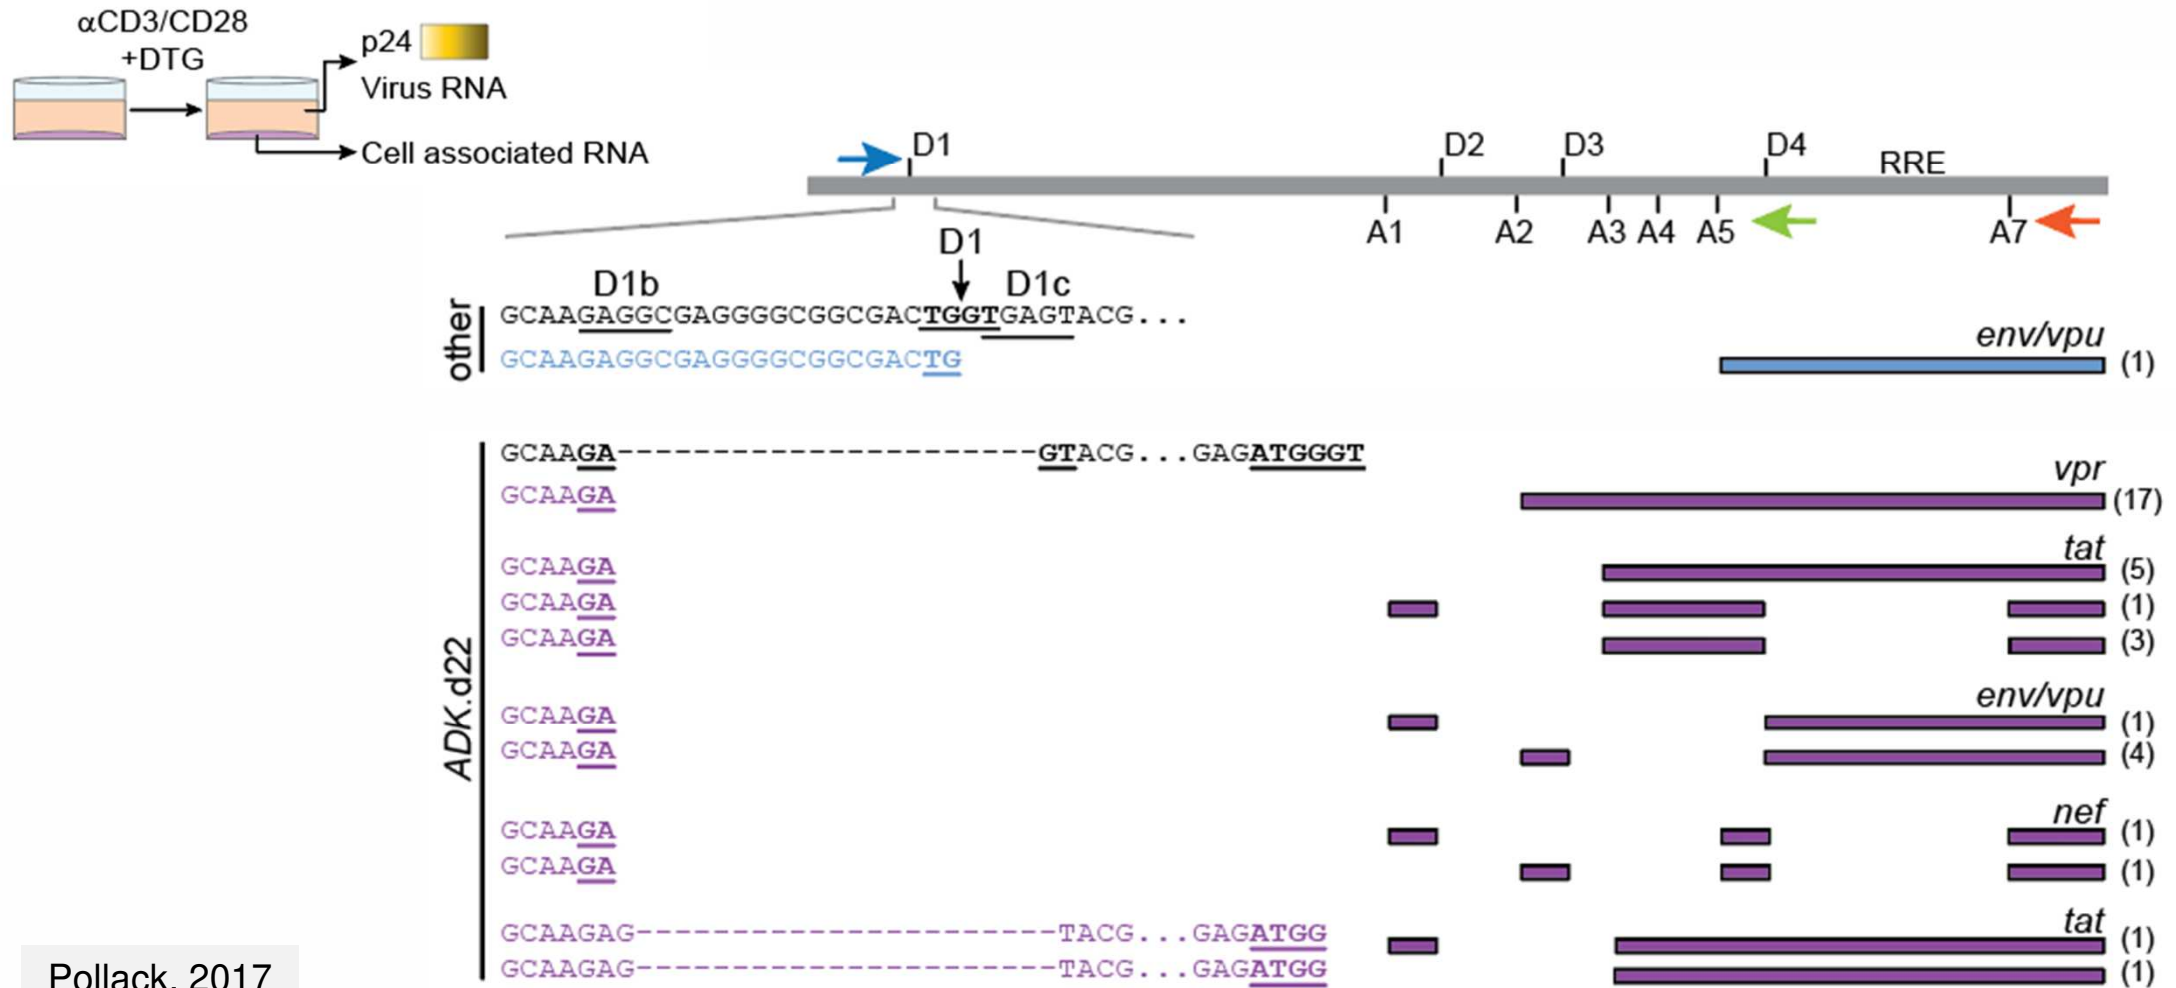 αCD3/CD28
+DTG
p24
Virus RNA
Cell associated RNA
D1 D2 D3 D4 RRE
A1 A2 A3 A4 A5 A7
D1
D1b D1c
other
GCAAGAGGCGAGGGGCGGCGACTGGTGAGTACG...
env/vpu
GCAAGAGGCGAGGGGCGGCGACTG (1)
ADK.d22
GCAAGA----------------------GTACG...GAGATGGGT
vpr
GCAAGA (17)
tat
GCAAGA (5)
GCAAGA (1)
GCAAGA (3)
env/vpu
GCAAGA (1)
GCAAGA (4)
nef
GCAAGA (1)
GCAAGA (1)
tat
GCAAGAG----------------------TACG...GAGATGG (1)
GCAAGAG----------------------TACG...GAGATGG (1)
Pollack, 2017